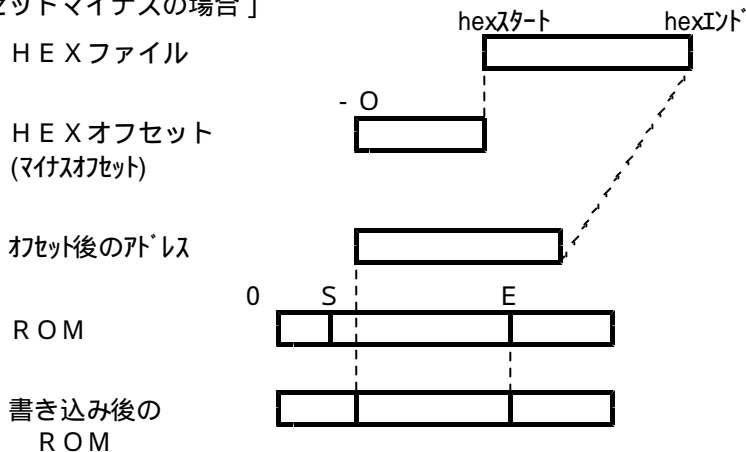 ットマイナスの場合］
hexｽﾀｰﾄ hexｴﾝﾄﾞ
ＨＥＸファイル
- O
ＨＥＸオフセット
(ﾏｲﾅｽｵﾌｾｯﾄ)
ｵﾌｾｯﾄ後のｱﾄﾞﾚｽ
0 S E
ＲＯＭ
書き込み後の
ＲＯＭ